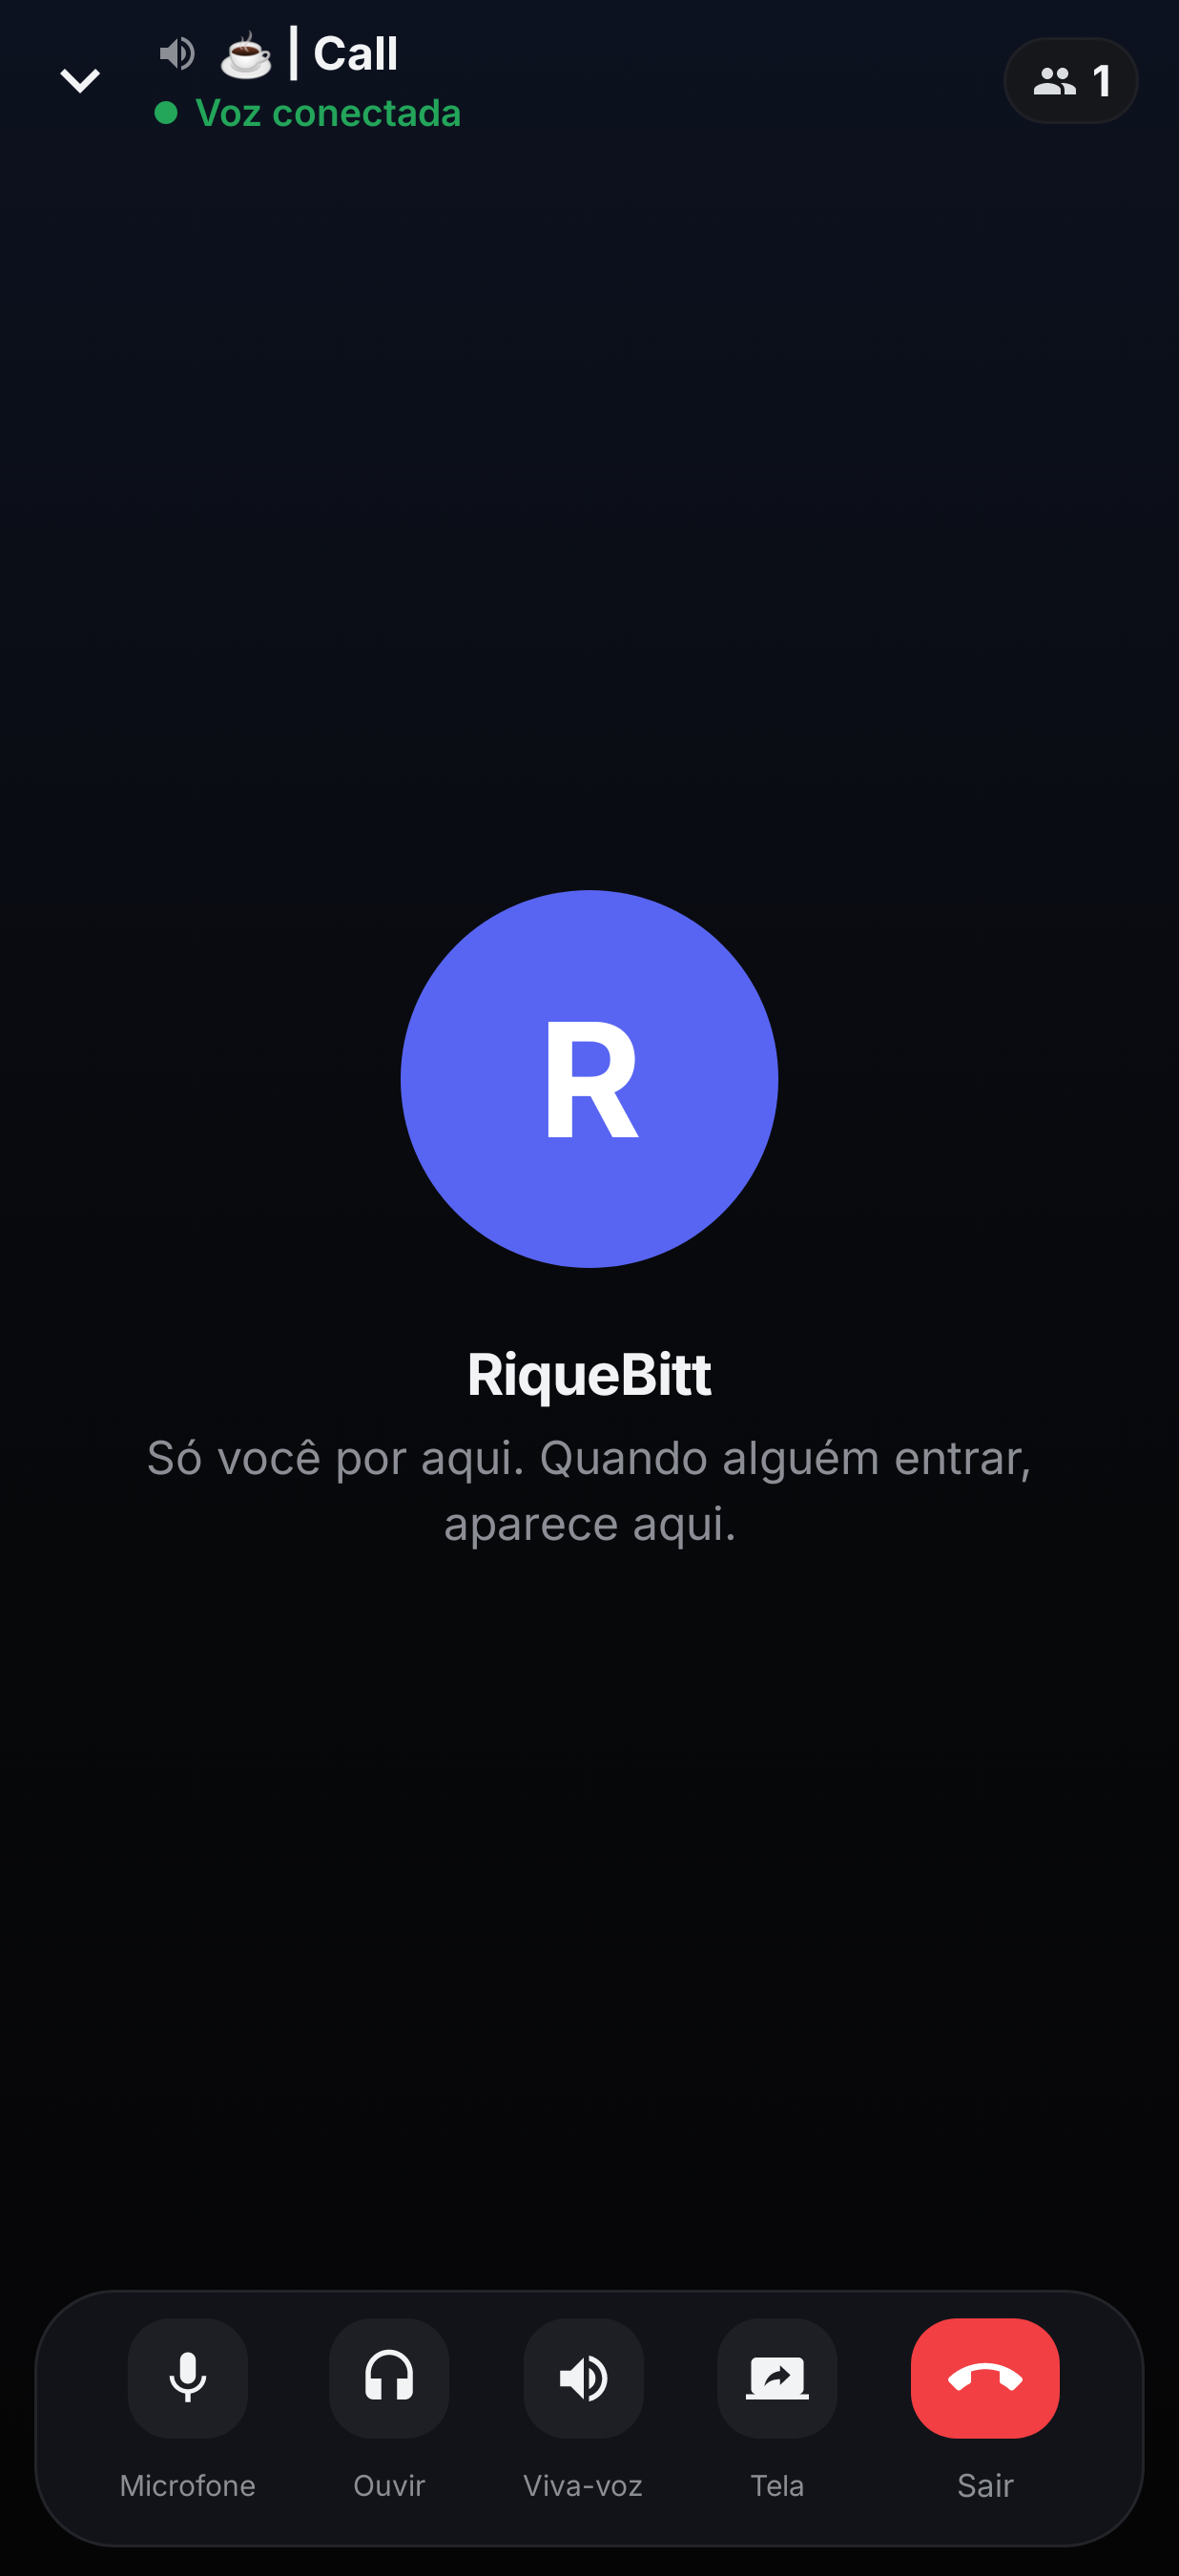 ☕ | Call
Voz conectada
1
R
RiqueBitt
Só você por aqui. Quando alguém entrar,
aparece aqui.
Microfone
Ouvir
Viva-voz
Tela
Sair